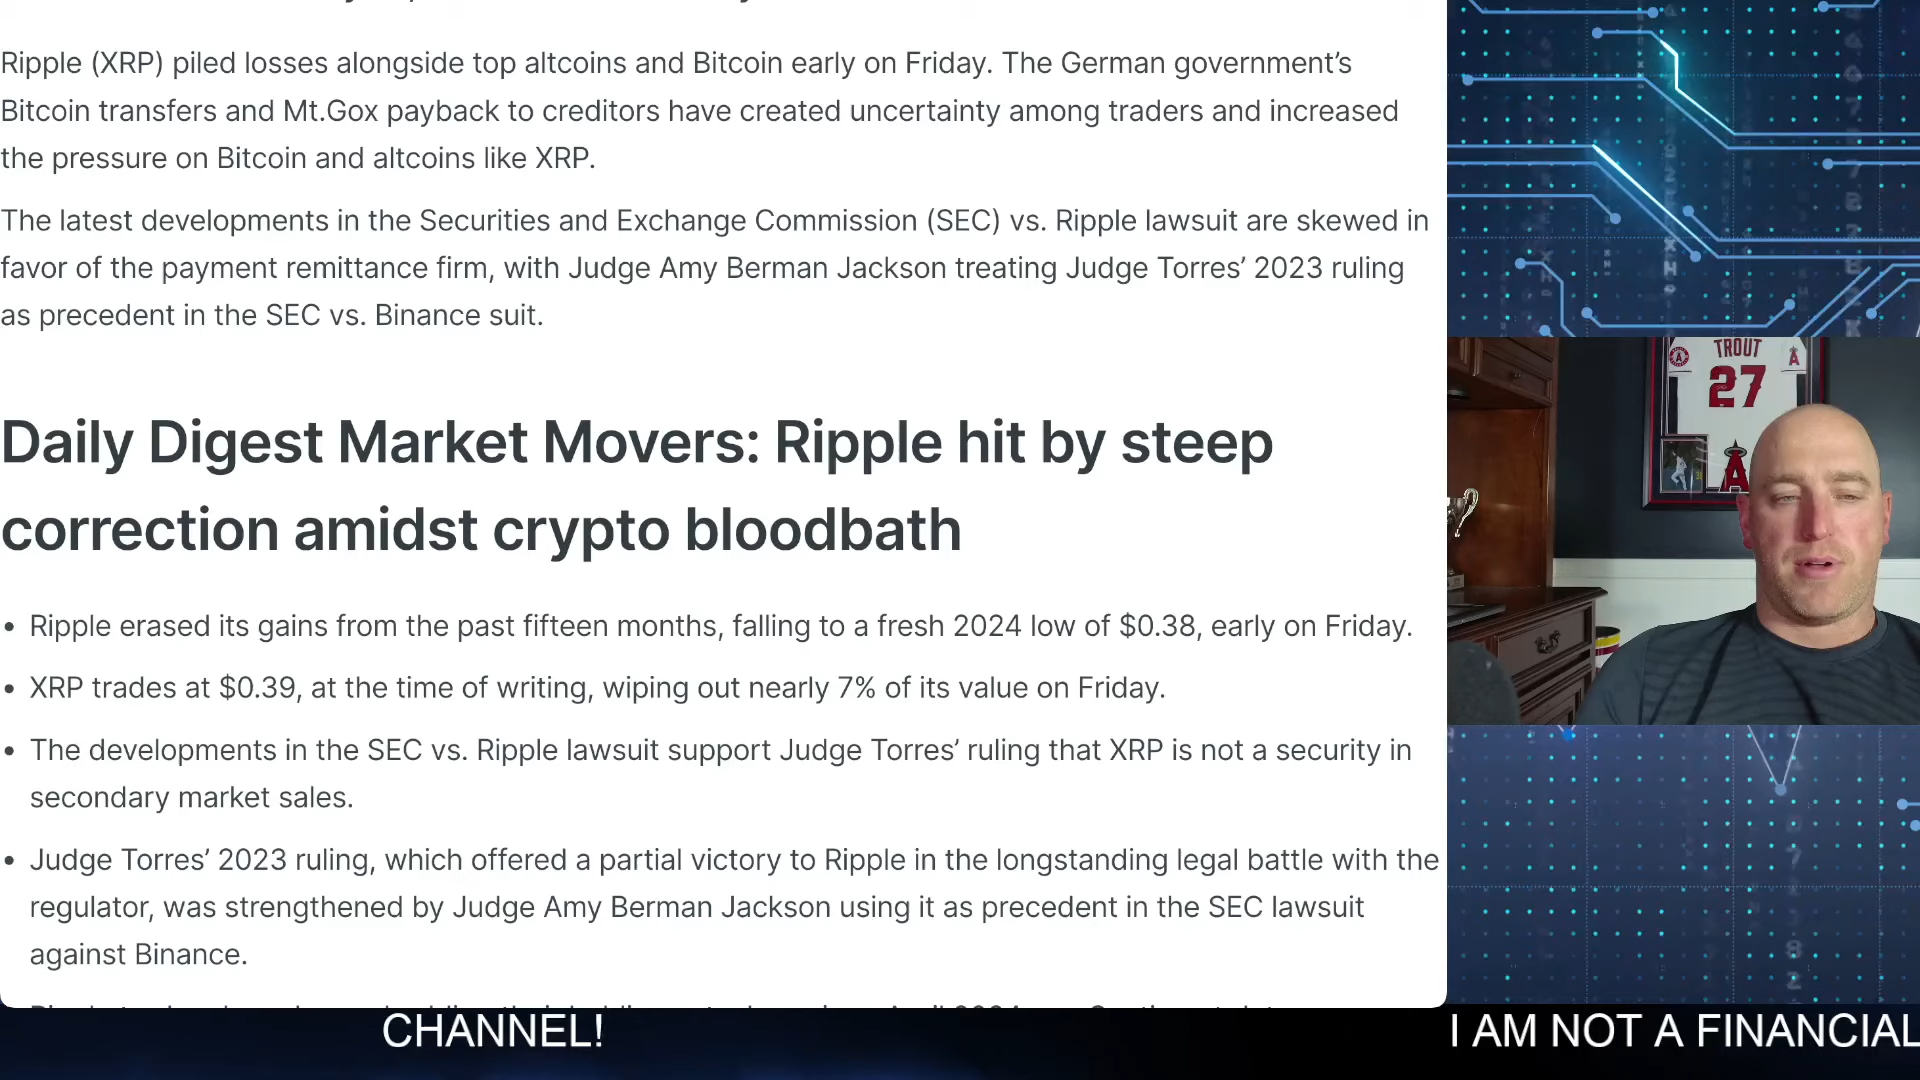 Ripple (XRP) piled losses alongside top altcoins and Bitcoin early on Friday. The German government’s
Bitcoin transfers and Mt.Gox payback to creditors have created uncertainty among traders and increased
the pressure on Bitcoin and altcoins like XRP.
The latest developments in the Securities and Exchange Commission (SEC) vs. Ripple lawsuit are skewed in
favor of the payment remittance firm, with Judge Amy Berman Jackson treating Judge Torres’ 2023 ruling
as precedent in the SEC vs. Binance suit.
TROUT
27
Daily Digest Market Movers: Ripple hit by steep
correction amidst crypto bloodbath
• Ripple erased its gains from the past fifteen months, falling to a fresh 2024 low of $0.38, early on Friday.
• XRP trades at $0.39, at the time of writing, wiping out nearly 7% of its value on Friday.
• The developments in the SEC vs. Ripple lawsuit support Judge Torres’ ruling that XRP is not a security in
secondary market sales.
• Judge Torres’ 2023 ruling, which offered a partial victory to Ripple in the longstanding legal battle with the
regulator, was strengthened by Judge Amy Berman Jackson using it as precedent in the SEC lawsuit
against Binance.
CHANNEL!
I AM NOT A FINANCIAL